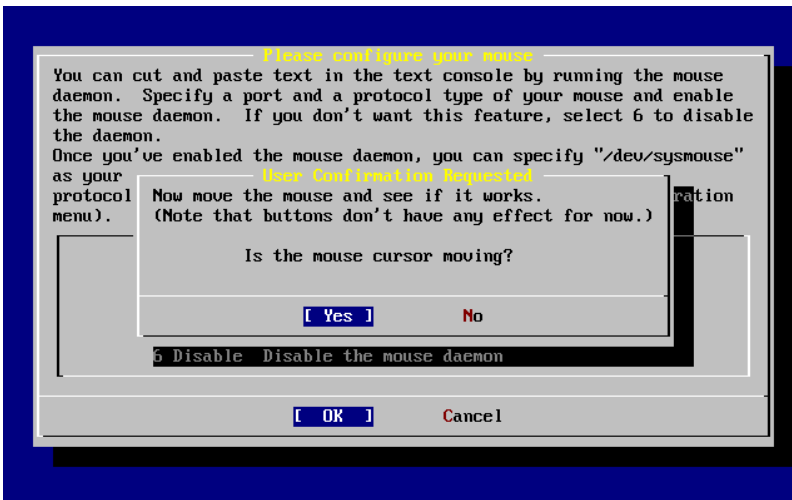 Please configure your mouse
You can cut and paste text in the text console by running the mouse
daemon.  Specify a port and a protocol type of your mouse and enable
the mouse daemon.  If you don't want this feature, select 6 to disable
the daemon.
Once you've enabled the mouse daemon, you can specify "/dev/sysmouse"
as your
protocol ration
menu).
User Confirmation Requested
Now move the mouse and see if it works.
(Note that buttons don't have any effect for now.)
Is the mouse cursor moving?
[ Yes ] No
6 Disable  Disable the mouse daemon
[ OK ] Cancel